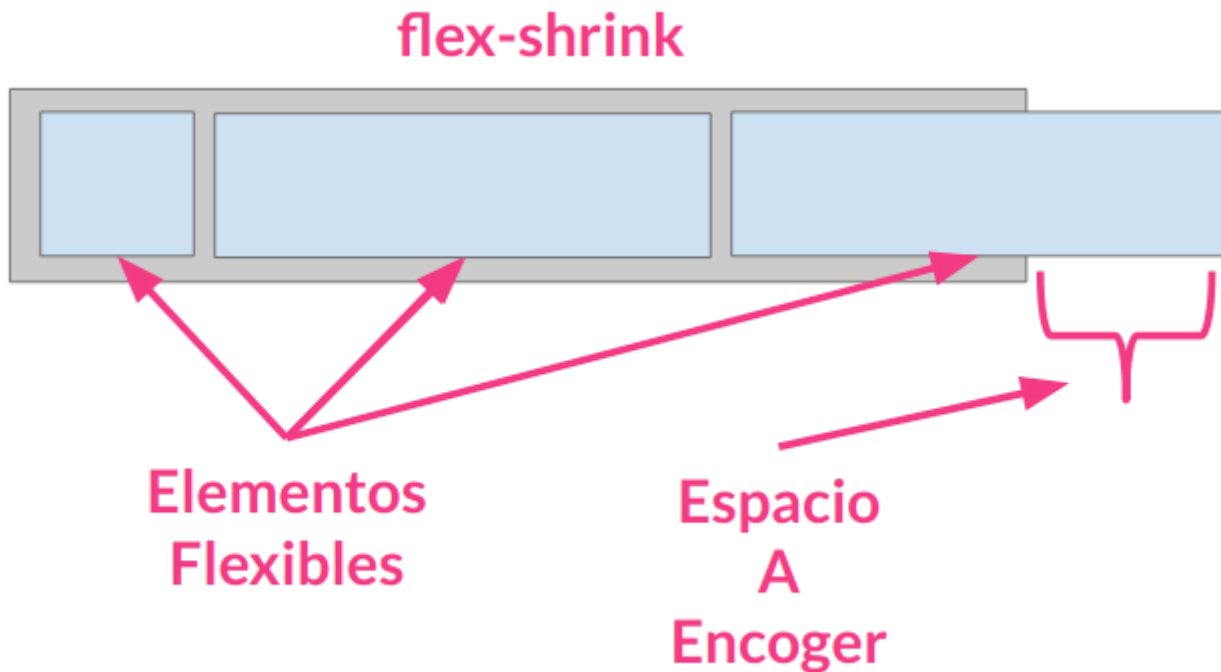 flex-shrink
Elementos
Flexibles
Espacio
A
Encoger